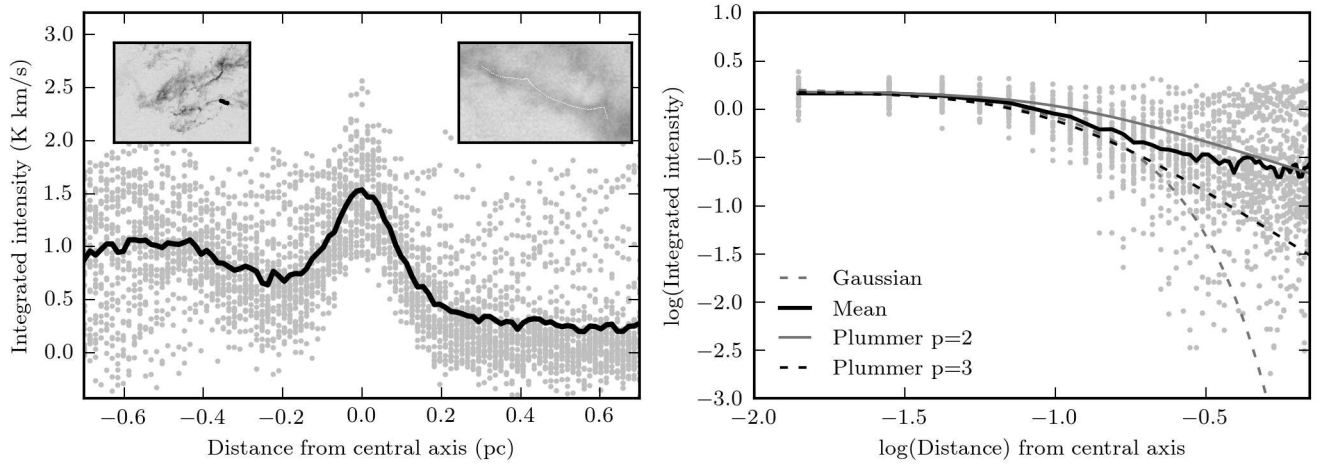 3.0
2.5
2.0
1.5
1.0
0.5
0.0
Integrated intensity (K km/s)
−0.6 −0.4 −0.2 0.0 0.2 0.4 0.6
Distance from central axis (pc)
1.0
0.5
0.0
−0.5
−1.0
−1.5
−2.0
−2.5
−3.0
log(Integrated intensity)
Gaussian
Mean
Plummer p=2
Plummer p=3
−2.0 −1.5 −1.0 −0.5
log(Distance) from central axis